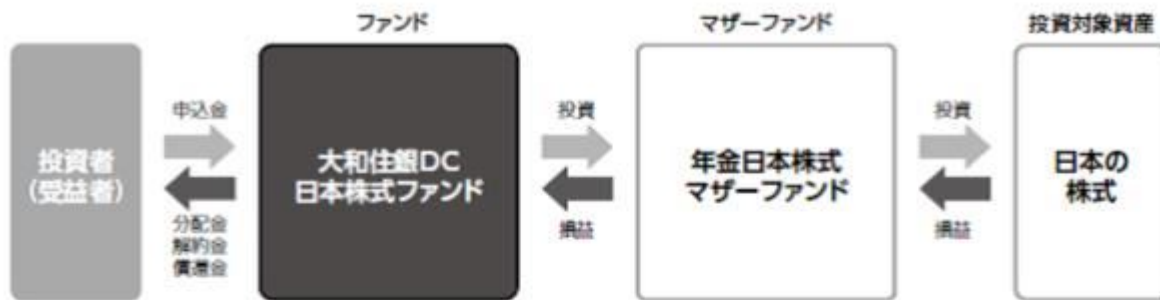 ファンド
マザーファンド
投資対象資産
投資者
(受益者)
申込金
分配金
解約金
償還金
大和住銀DC
日本株式ファンド
投資
損益
年金日本株式
マザーファンド
投資
損益
日本の
株式